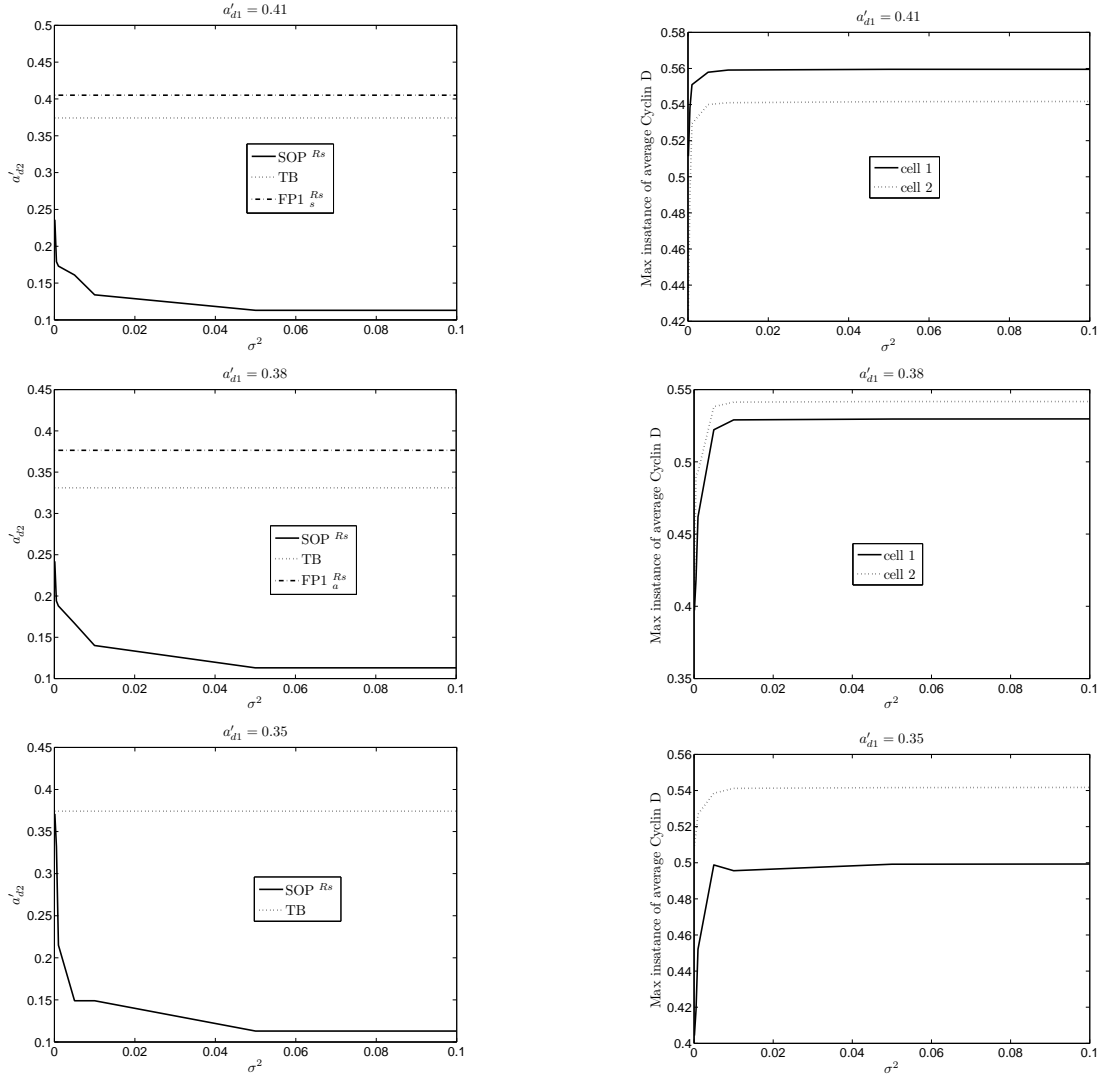 a′d1 = 0.41
0.5
0.45
0.4
0.35
0.3
0.25
0.2
0.15
0.1
a′d2
SOP Rs
TB
FP1 Rs s
0 0.02 0.04 0.06 0.08 0.1
σ2
a′d1 = 0.41
0.58
0.56
0.54
0.52
0.5
0.48
0.46
0.44
0.42
Max insatance of average Cyclin D
cell 1
cell 2
0 0.02 0.04 0.06 0.08 0.1
σ2
a′d1 = 0.38
0.45
0.4
0.35
0.3
0.25
0.2
0.15
0.1
a′d2
SOP Rs
TB
FP1 Rs a
0 0.02 0.04 0.06 0.08 0.1
σ2
a′d1 = 0.38
0.55
0.5
0.45
0.4
0.35
Max insatance of average Cyclin D
cell 1
cell 2
0 0.02 0.04 0.06 0.08 0.1
σ2
a′d1 = 0.35
0.45
0.4
0.35
0.3
0.25
0.2
0.15
0.1
a′d2
SOP Rs
TB
0 0.02 0.04 0.06 0.08 0.1
σ2
a′d1 = 0.35
0.56
0.54
0.52
0.5
0.48
0.46
0.44
0.42
0.4
Max insatance of average Cyclin D
cell 1
cell 2
0 0.02 0.04 0.06 0.08 0.1
σ2